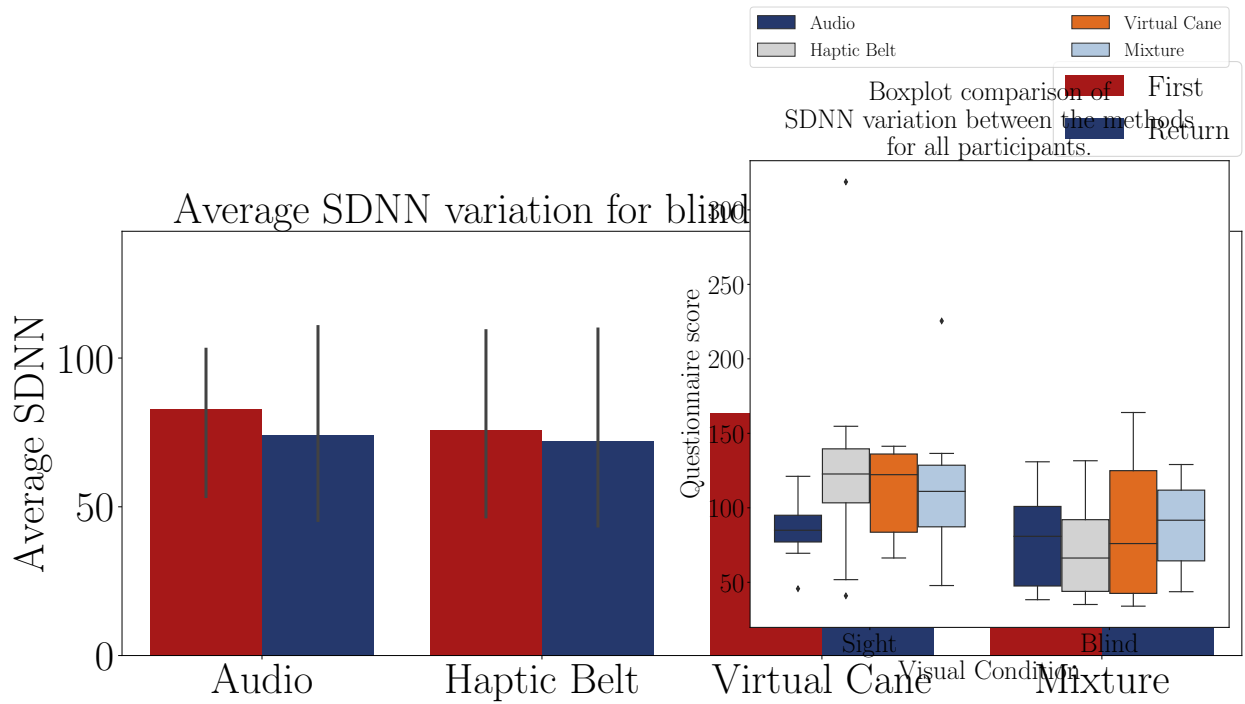 Audio
Haptic Belt
Virtual Cane
Mixture
First
Return
Boxplot comparison of
SDNN variation between the methods
for all participants.
Average SDNN variation for blind
Average SDNN
100
50
0
Audio
Haptic Belt
Virtual Cane
Mixture
Questionnaire score
300
250
200
150
100
50
Sight
Blind
Visual Condition